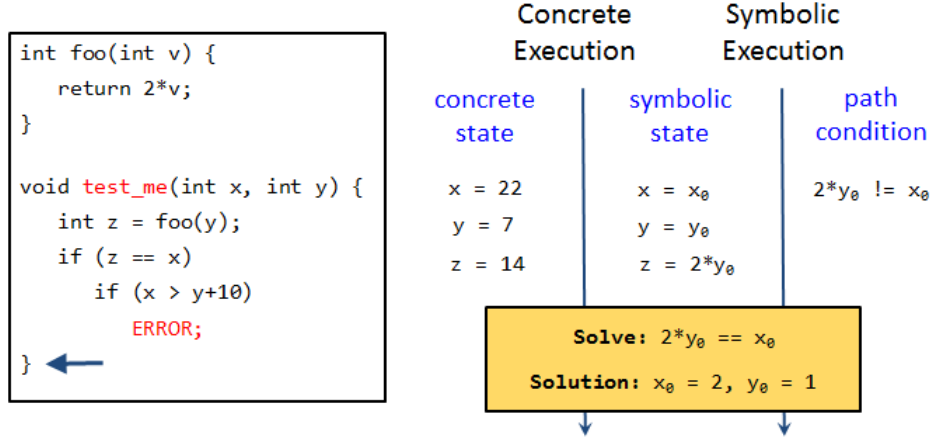 int foo(int v) {
return 2*v;
}
void test_me(int x, int y) {
int z = foo(y);
if (z == x)
if (x > y+10)
ERROR;
}
Concrete
Execution
Symbolic
Execution
concrete
state
symbolic
state
path
condition
x = 22
y = 7
z = 14
x = x₀
y = y₀
z = 2*y₀
2*y₀ != x₀
Solve: 2*y₀ == x₀
Solution: x₀ = 2, y₀ = 1